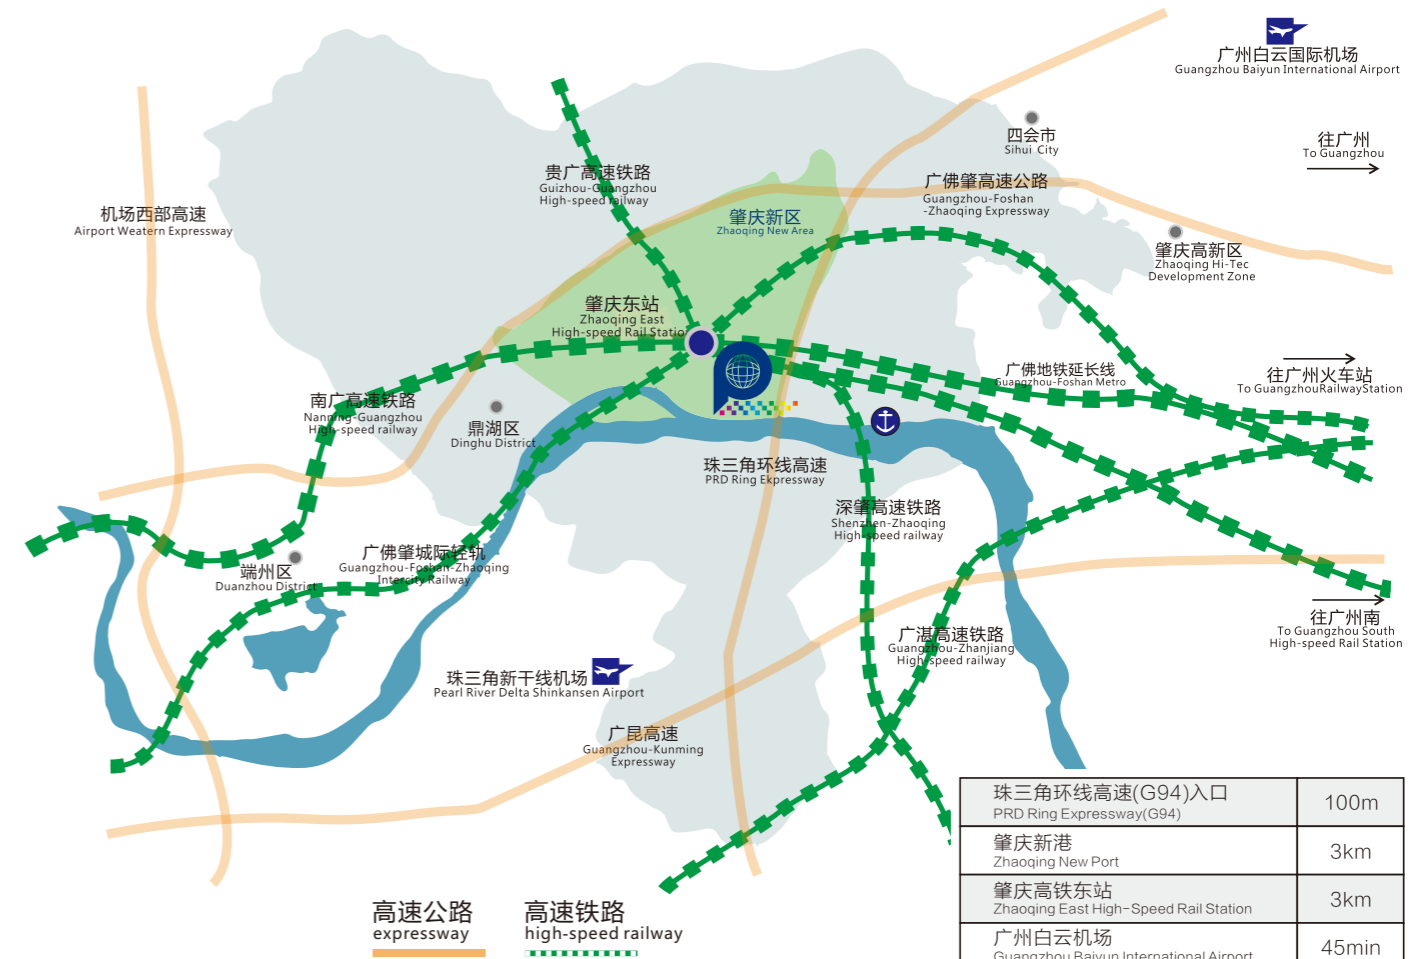 广州白云国际机场
Guangzhou Baiyun International Airport
四会市
Sihui City
往广州
To Guangzhou
贵广高速铁路
Guizhou-Guangzhou
High-speed railway
广佛肇高速公路
Guangzhou-Foshan
-Zhaoqing Expressway
机场西部高速
Airport Weatern Expressway
肇庆新区
Zhaoqing New Area
肇庆高新区
Zhaoqing Hi-Tec
Development Zone
肇庆东站
Zhaoqing East
High-speed Rail Station
广佛地铁延长线
Guangzhou-Foshan Metro
往广州火车站
To GuangzhouRailwayStation
南广高速铁路
Nanning-Guangzhou
High-speed railway
鼎湖区
Dinghu District
珠三角环线高速
PRD Ring Ekpressway
深肇高速铁路
Shenzhen-Zhaoqing
High-speed railway
广佛肇城际轻轨
Guangzhou-Foshan-Zhaoqing
Intercity Railway
端州区
Duanzhou District
往广州南
To Guangzhou South
High-speed Rail Station
广湛高速铁路
Guangzhou-Zhanjiang
High-speed railway
珠三角新干线机场
Pearl River Delta Shinkansen Airport
广昆高速
Guangzhou-Kunming
Expressway
珠三角环线高速(G94)入口
PRD Ring Expressway(G94)
100m
肇庆新港
Zhaoqing New Port
3km
肇庆高铁东站
Zhaoqing East High-Speed Rail Station
3km
广州白云机场
Guangzhou Baiyun International Airport
45min
高速公路
expressway
高速铁路
high-speed railway